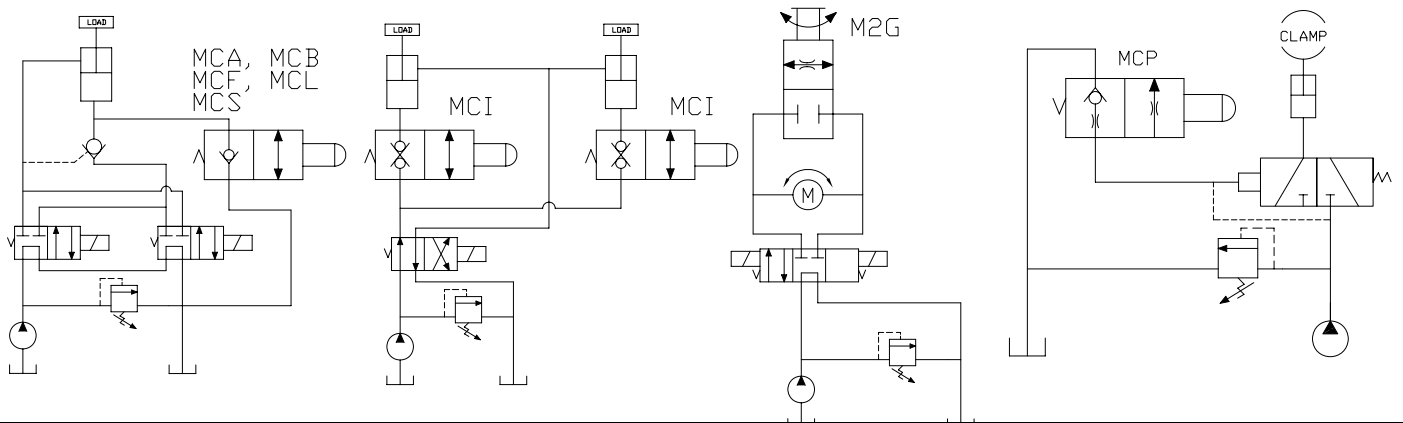 LOAD
MCA, MCB
MCF, MCL
MCS
LOAD
LOAD
MCI
MCI
M2G
M
MCP
CLAMP